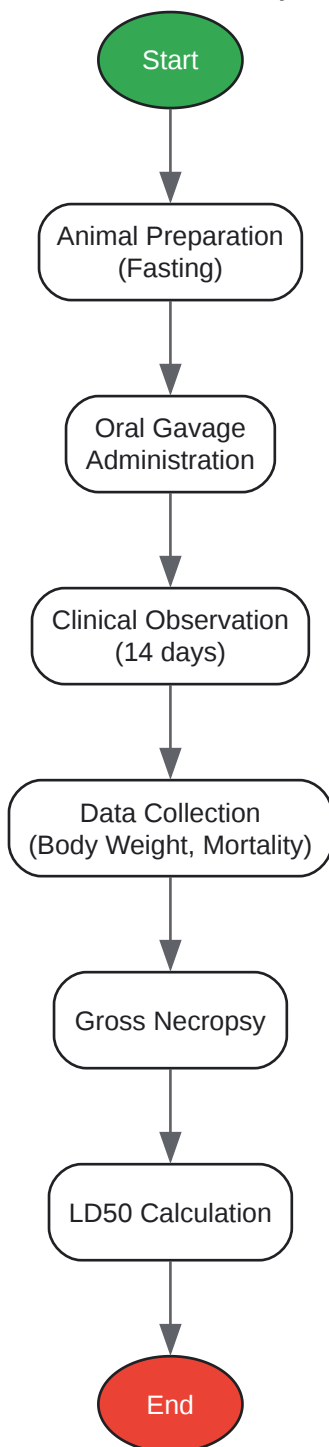 Start
Animal Preparation
(Fasting)
Oral Gavage
Administration
Clinical Observation
(14 days)
Data Collection
(Body Weight, Mortality)
Gross Necropsy
LD50 Calculation
End